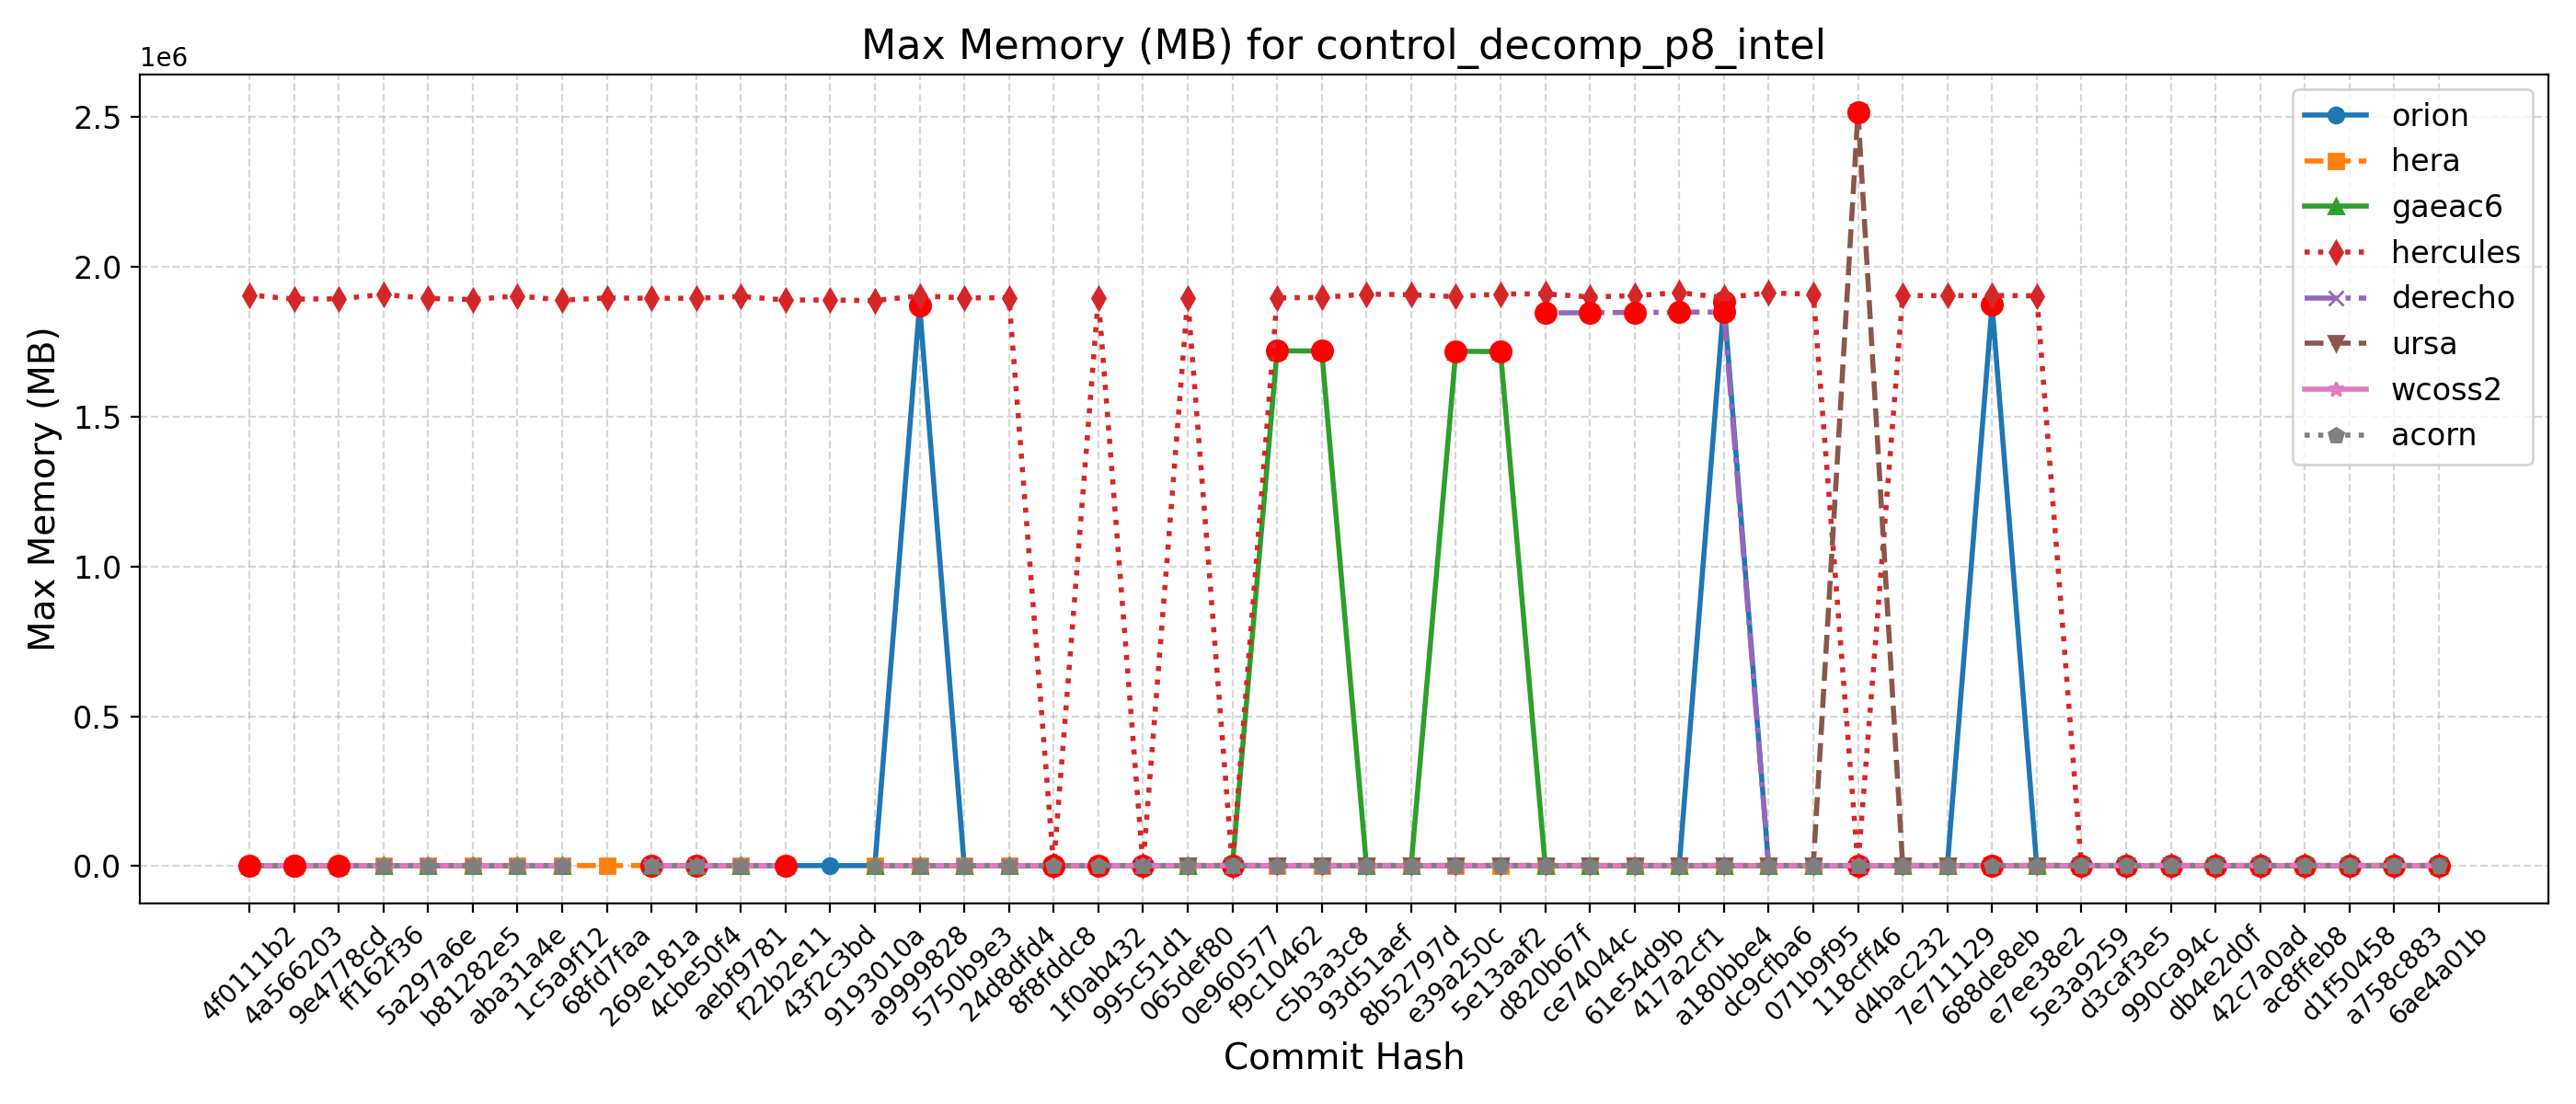 Max Memory (MB) for control_decomp_p8_intel
1e6
2.5
2.0
1.5
1.0
0.5
0.0
Max Memory (MB)
orion
hera
gaeac6
hercules
derecho
ursa
wcoss2
acorn
4f0111b2
4a566203
9e4778cd
ff162f36
5a297a6e
b81282e5
aba31a4e
1c5a9f12
68fd7faa
269e181a
4cbe50f4
aebf9781
f22b2e11
43f2c3bd
9193010a
a9999828
5750b9e3
24d8dfd4
8f8fddc8
1f0ab432
995c51d1
065def80
0e960577
f9c10462
c5b3a3c8
93d51aef
8b52797d
e39a250c
5e13aaf2
d820b67f
ce74044c
61e54d9b
417a2cf1
a180bbe4
dc9cfba6
071b9f95
118cff46
d4bac232
7e711129
688de8eb
e7ee38e2
5e3a9259
d3caf3e5
990ca94c
db4e2d0f
42c7a0ad
ac8ffeb8
d1f50458
a758c883
6ae4a01b
Commit Hash